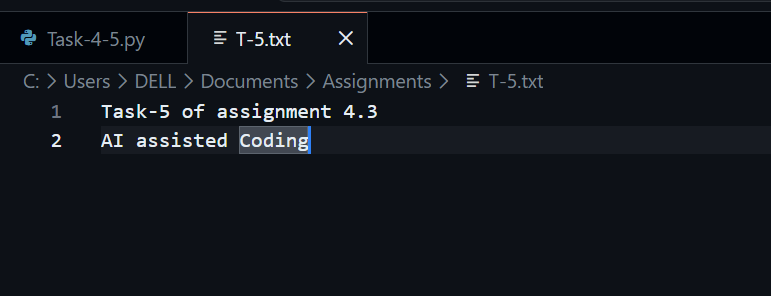 Task-4-5.py
T-5.txt
C: > Users > DELL > Documents > Assignments > T-5.txt
1 Task-5 of assignment 4.3
2 AI assisted Coding